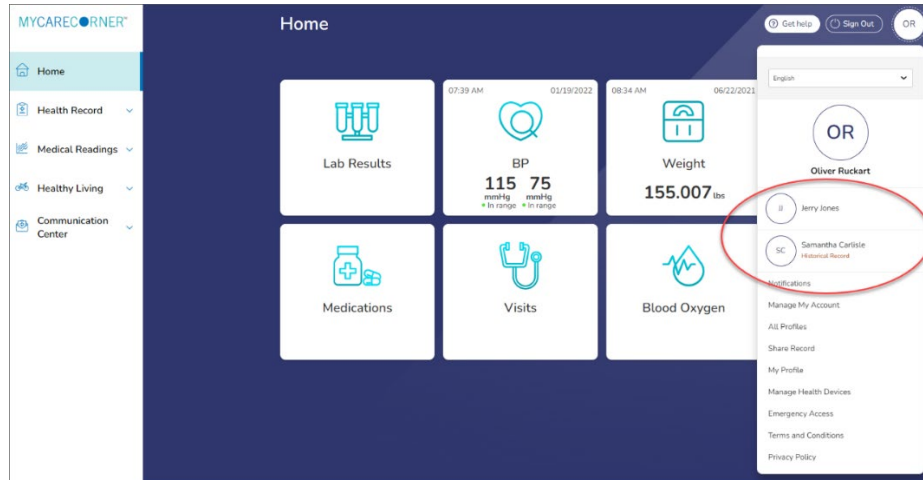 MYCARECORNER™
Home
Health Record
Medical Readings
Healthy Living
Communication
Center
Home
Get help
Sign Out
OR
Lab Results
07:39 AM 01/19/2022
BP
115 75
mmHg mmHg
In range In range
08:34 AM 06/22/2021
Weight
155.007 lbs
Medications
Visits
Blood Oxygen
English
OR
Oliver Ruckart
JJ
Jerry Jones
SC
Samantha Carlisle
Historical Record
Notifications
Manage My Account
All Profiles
Share Record
My Profile
Manage Health Devices
Emergency Access
Terms and Conditions
Privacy Policy